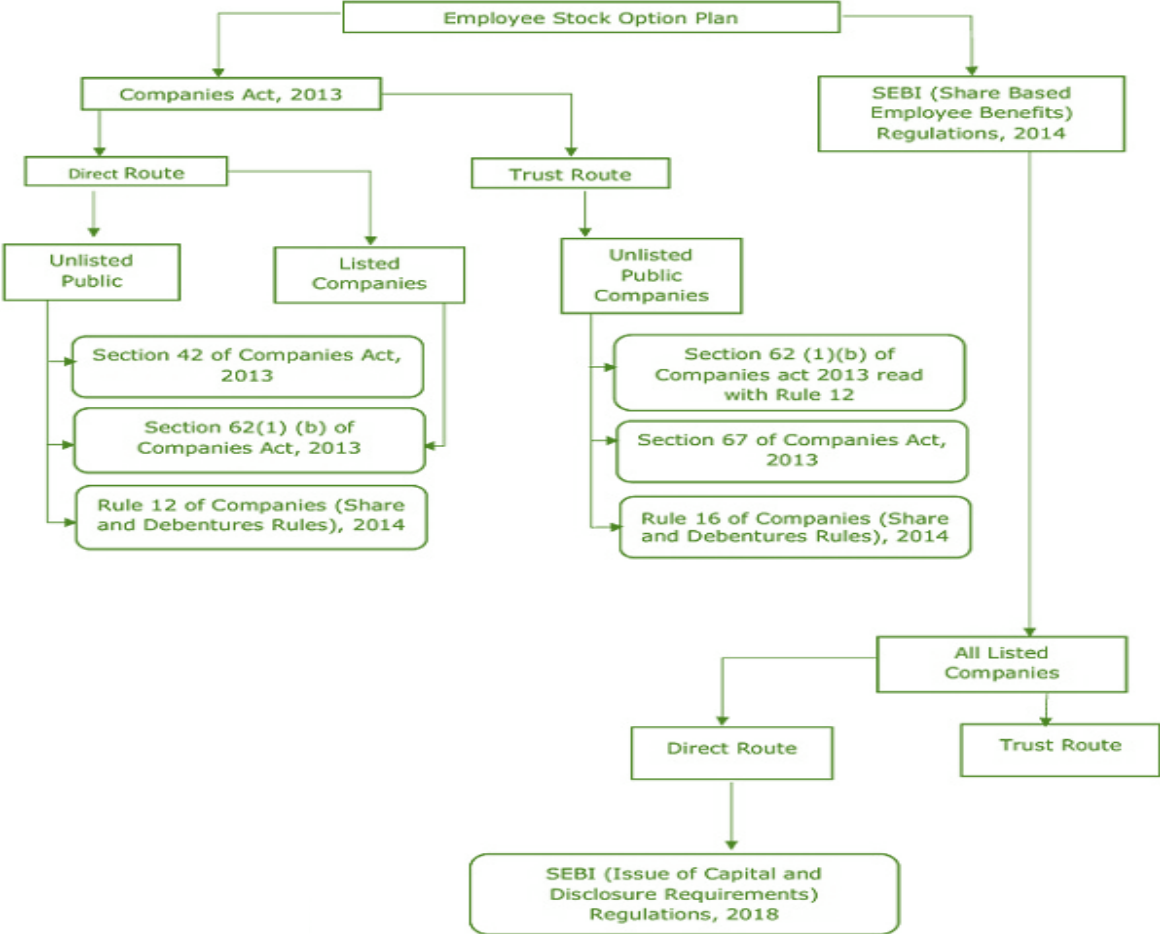 Employee Stock Option Plan
Companies Act, 2013
SEBI (Share Based
Employee Benefits)
Regulations, 2014
Direct Route
Trust Route
Unlisted
Public
Listed
Companies
Unlisted
Public
Companies
Section 42 of Companies Act,
2013
Section 62(1) (b) of
Companies Act, 2013
Rule 12 of Companies (Share
and Debentures Rules), 2014
Section 62 (1)(b) of
Companies act 2013 read
with Rule 12
Section 67 of Companies Act,
2013
Rule 16 of Companies (Share
and Debentures Rules), 2014
All Listed
Companies
Direct Route
Trust Route
SEBI (Issue of Capital and
Disclosure Requirements)
Regulations, 2018